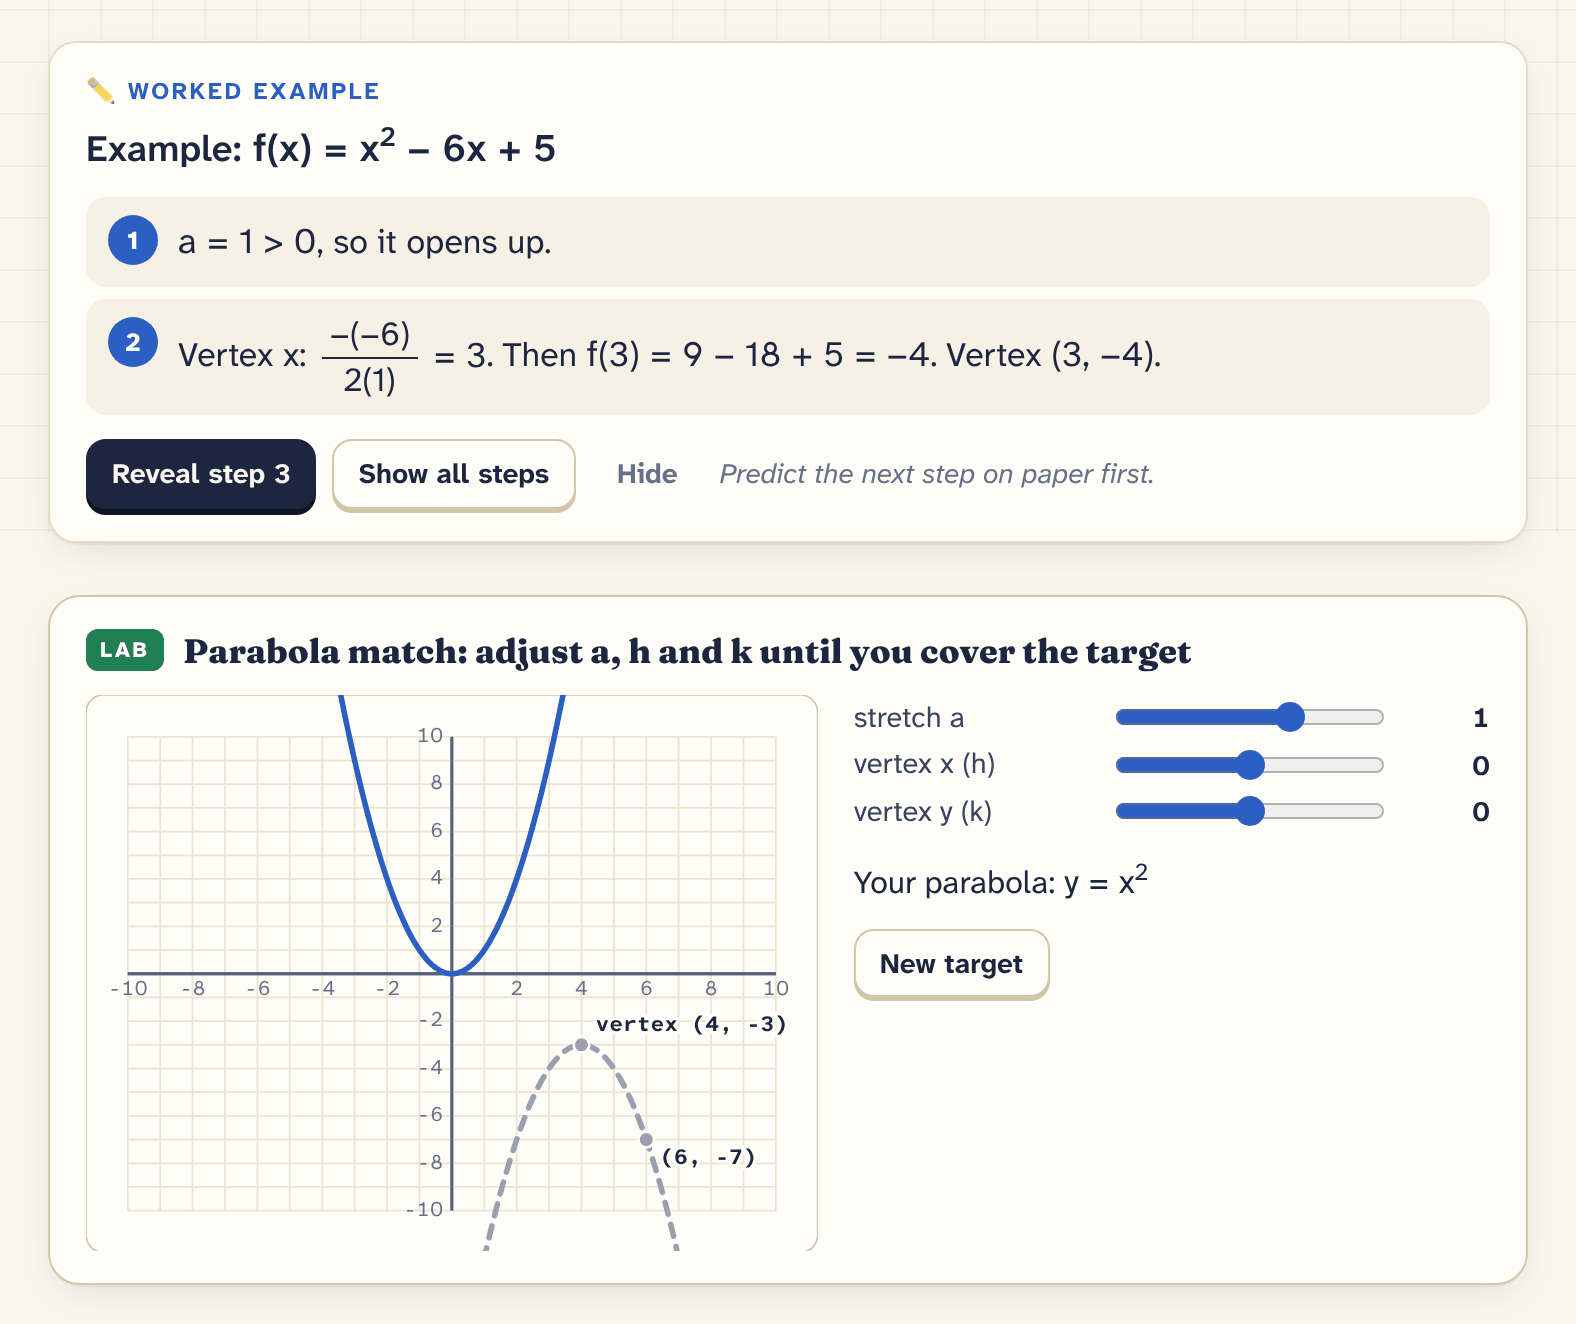 ✏️ WORKED EXAMPLE
Example: f(x) = x² − 6x + 5
1 a = 1 > 0, so it opens up.
2 Vertex x: −(−6)/2(1) = 3. Then f(3) = 9 − 18 + 5 = −4. Vertex (3, −4).
Reveal step 3 Show all steps Hide Predict the next step on paper first.
LAB Parabola match: adjust a, h and k until you cover the target
stretch a 1
vertex x (h) 0
vertex y (k) 0
Your parabola: y = x²
New target
10
8
6
4
2
-10 -8 -6 -4 -2 2 4 6 8 10
-2
vertex (4, -3)
-4
-6
(6, -7)
-8
-10